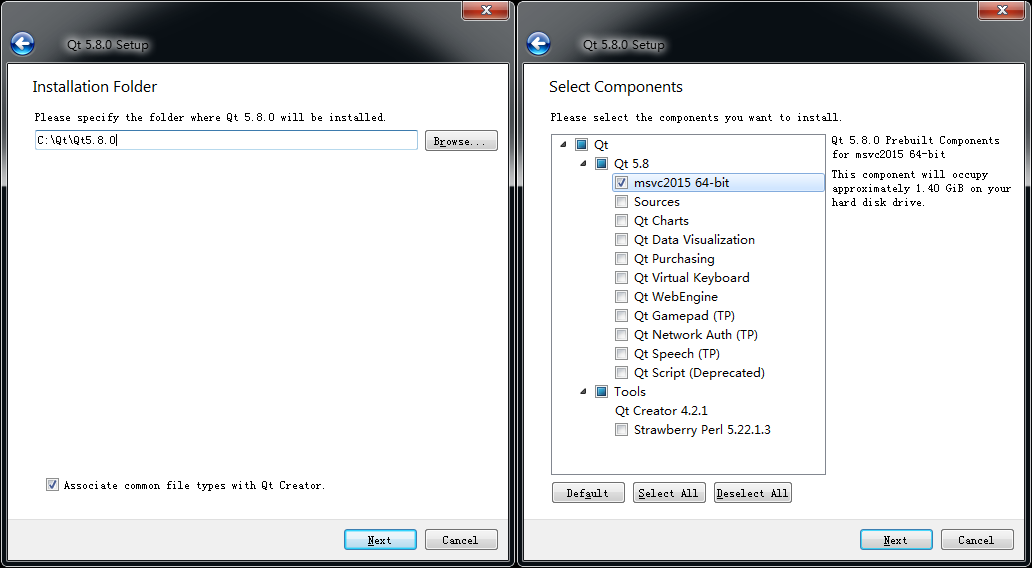 Qt 5.8.0 Setup
Installation Folder
Please specify the folder where Qt 5.8.0 will be installed.
C:\Qt\Qt5.8.0
Browse...
Associate common file types with Qt Creator.
Next
Cancel
Qt 5.8.0 Setup
Select Components
Please select the components you want to install.
Qt
Qt 5.8
msvc2015 64-bit
Sources
Qt Charts
Qt Data Visualization
Qt Purchasing
Qt Virtual Keyboard
Qt WebEngine
Qt Gamepad (TP)
Qt Network Auth (TP)
Qt Speech (TP)
Qt Script (Deprecated)
Tools
Qt Creator 4.2.1
Strawberry Perl 5.22.1.3
Qt 5.8.0 Prebuilt Components
for msvc2015 64-bit
This component will occupy
approximately 1.40 GiB on your
hard disk drive.
Default
Select All
Deselect All
Next
Cancel